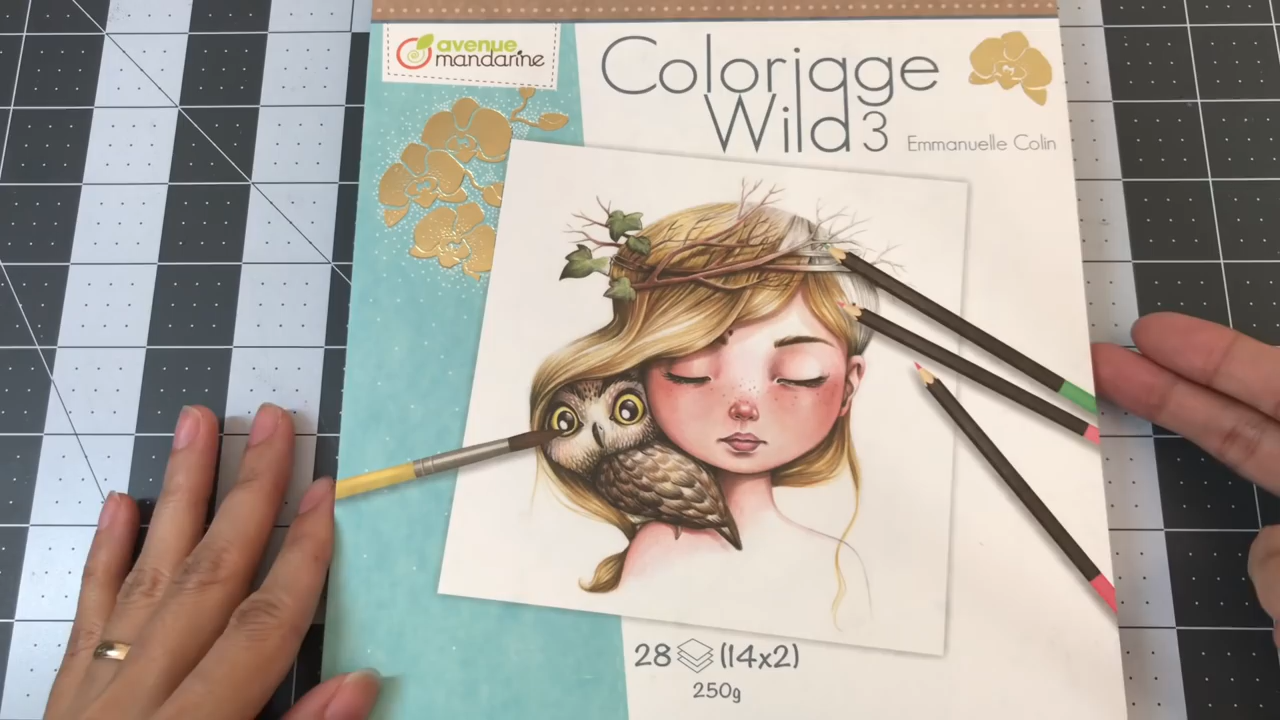 avenue
mandarine
Coloriage
Wild 3
Emmanuelle Colin
28 (14x2)
250g